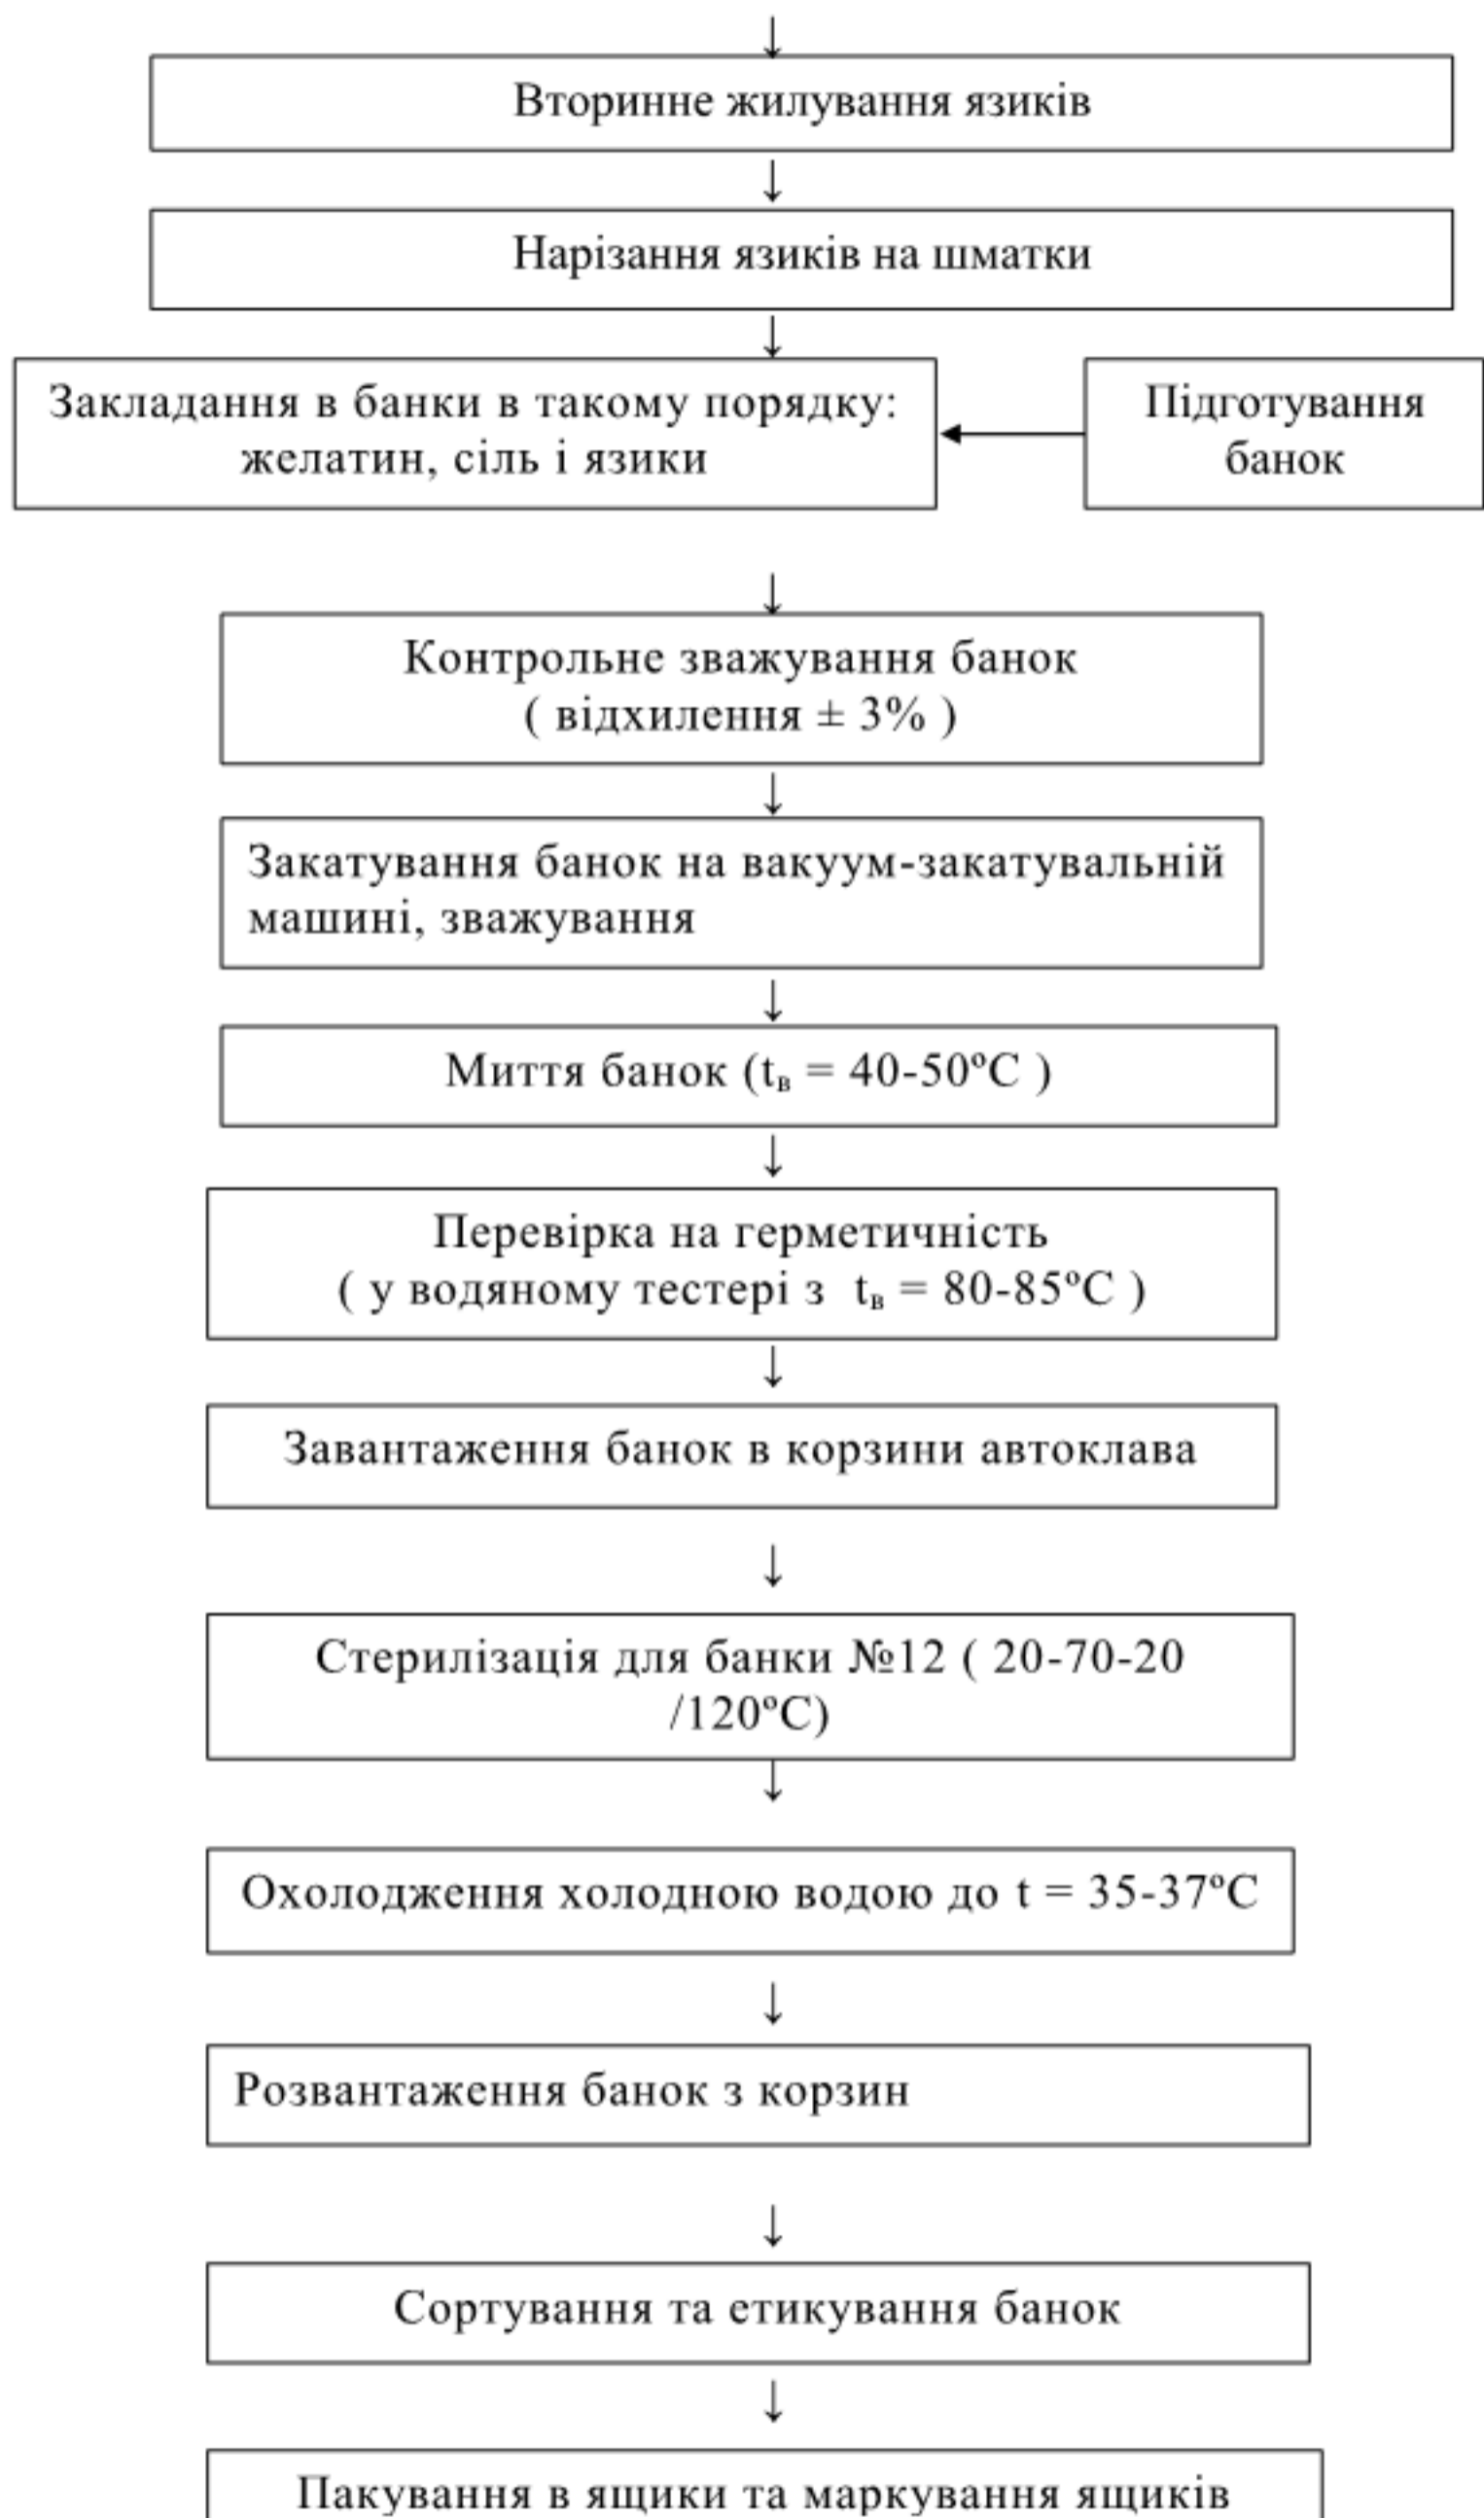 Вторинне жилування язиків
Нарізання язиків на шматки
Закладання в банки в такому порядку:
желатин, сіль і язики
Підготування
банок
Контрольне зважування банок
( відхилення ± 3% )
Закатування банок на вакуум-закатувальній
машині, зважування
Миття банок (tв = 40-50ºС )
Перевірка на герметичність
( у водяному тестері з tв = 80-85ºС )
Завантаження банок в корзини автоклава
Стерилізація для банки №12 ( 20-70-20
/120ºС)
Охолодження холодною водою до t = 35-37ºС
Розвантаження банок з корзин
Сортування та етикування банок
Пакування в ящики та маркування ящиків